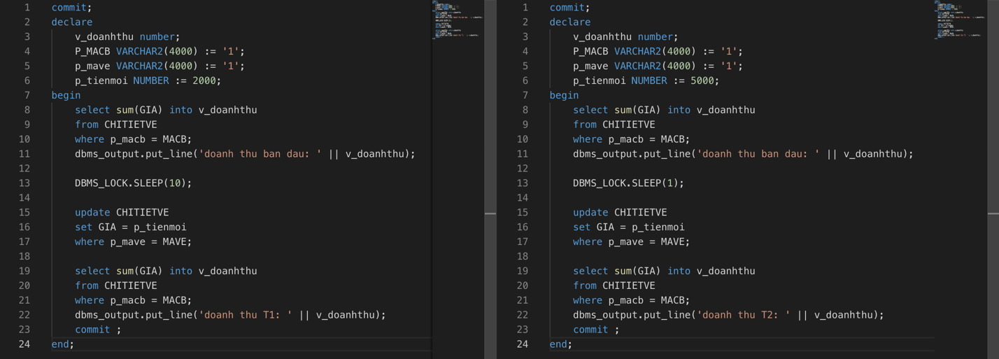 1 commit;
2 declare
3 v_doanhthu number;
4 P_MACB VARCHAR2(4000) := '1';
5 p_mave VARCHAR2(4000) := '1';
6 p_tienmoi NUMBER := 2000;
7 begin
8 select sum(GIA) into v_doanhthu
9 from CHITIETVE
10 where p_macb = MACB;
11 dbms_output.put_line('doanh thu ban dau: ' || v_doanhthu);
12
13 DBMS_LOCK.SLEEP(10);
14
15 update CHITIETVE
16 set GIA = p_tienmoi
17 where p_mave = MAVE;
18
19 select sum(GIA) into v_doanhthu
20 from CHITIETVE
21 where p_macb = MACB;
22 dbms_output.put_line('doanh thu T1: ' || v_doanhthu);
23 commit ;
24 end;
1 commit;
2 declare
3 v_doanhthu number;
4 P_MACB VARCHAR2(4000) := '1';
5 p_mave VARCHAR2(4000) := '1';
6 p_tienmoi NUMBER := 5000;
7 begin
8 select sum(GIA) into v_doanhthu
9 from CHITIETVE
10 where p_macb = MACB;
11 dbms_output.put_line('doanh thu ban dau: ' || v_doanhthu);
12
13 DBMS_LOCK.SLEEP(1);
14
15 update CHITIETVE
16 set GIA = p_tienmoi
17 where p_mave = MAVE;
18
19 select sum(GIA) into v_doanhthu
20 from CHITIETVE
21 where p_macb = MACB;
22 dbms_output.put_line('doanh thu T2: ' || v_doanhthu);
23 commit ;
24 end;